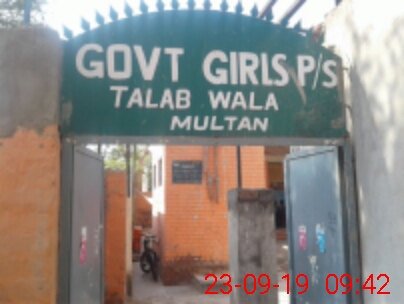 GOVT GIRLS P/S
TALAB WALA
MULTAN
23-09-19 09:42